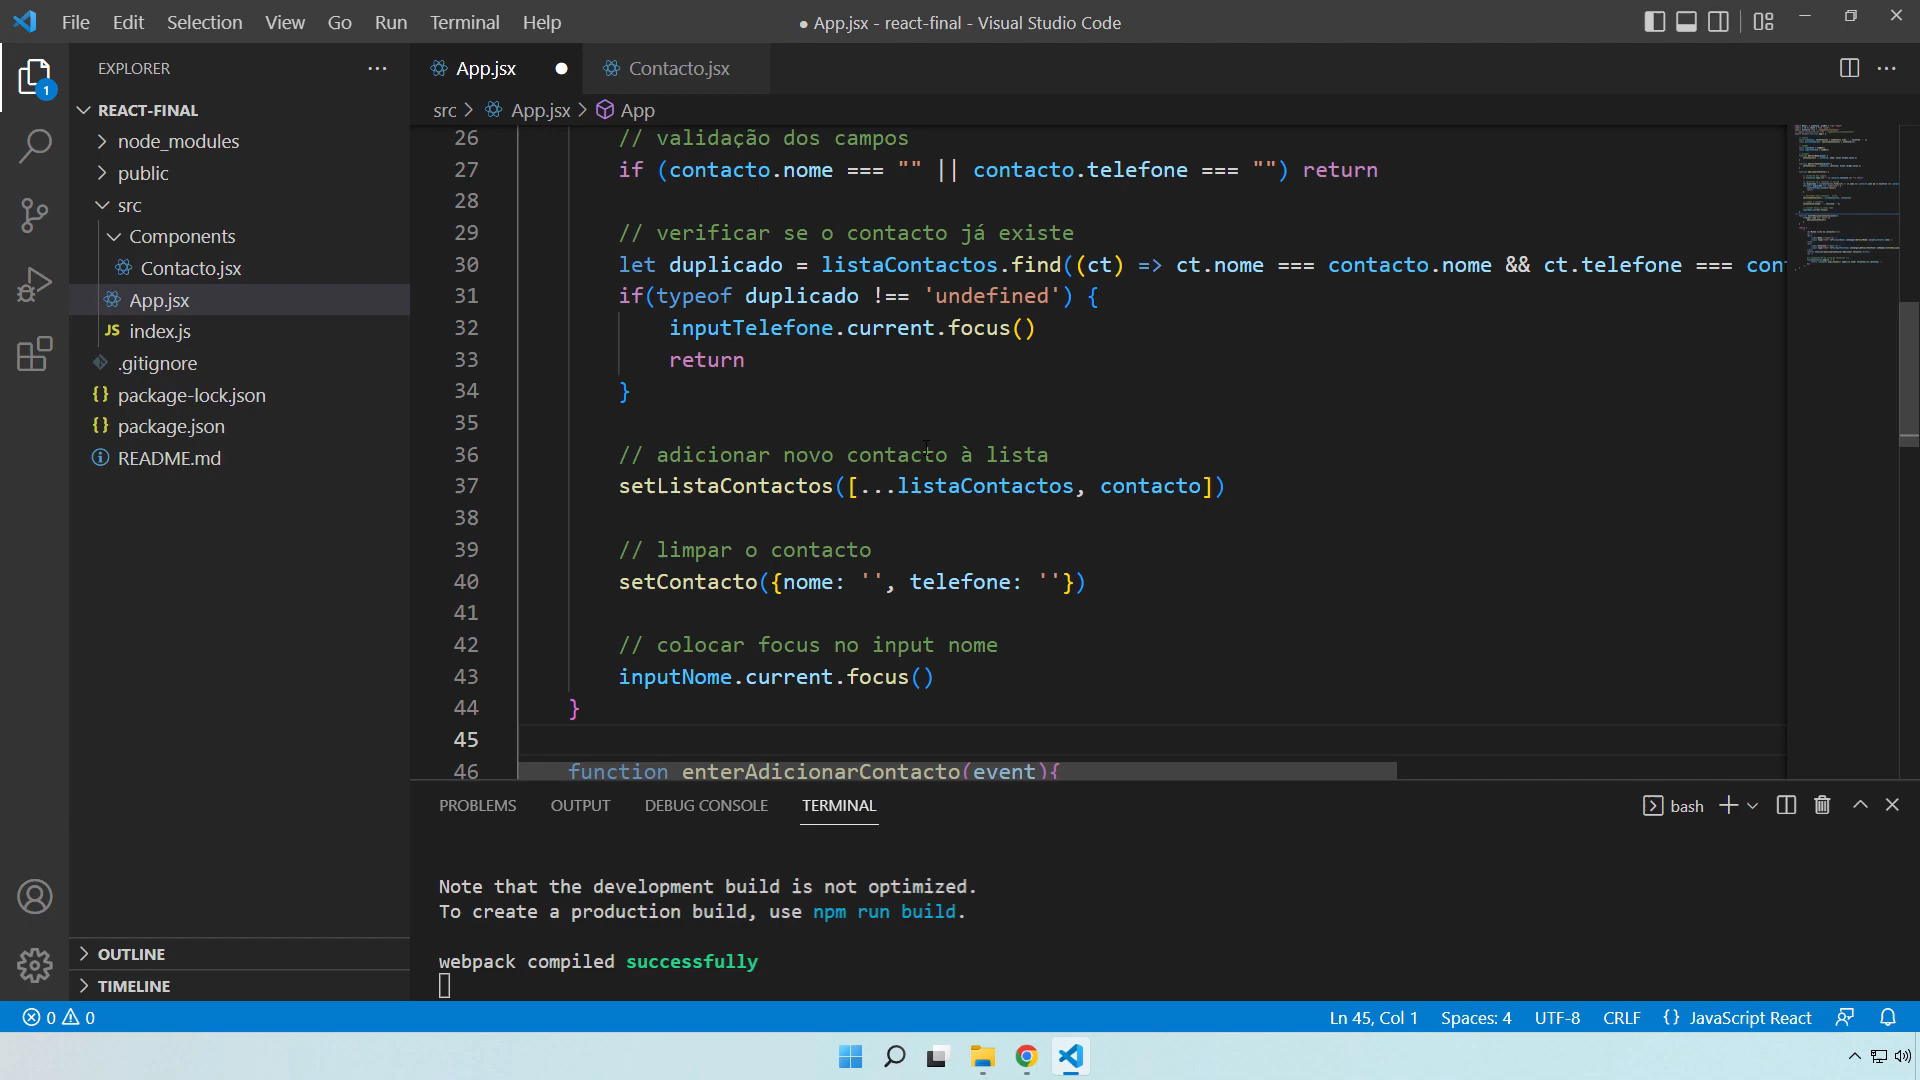 File Edit Selection View Go Run Terminal Help
● App.jsx - react-final - Visual Studio Code
EXPLORER
1
REACT-FINAL
node_modules
public
src
Components
Contacto.jsx
App.jsx
JS index.js
.gitignore
{} package-lock.json
{} package.json
README.md
OUTLINE
TIMELINE
App.jsx
Contacto.jsx
src > App.jsx > App
26 // validação dos campos
27 if (contacto.nome === "" || contacto.telefone === "") return
28
29 // verificar se o contacto já existe
30 let duplicado = listaContactos.find((ct) => ct.nome === contacto.nome && ct.telefone === con
31 if(typeof duplicado !== 'undefined') {
32 inputTelefone.current.focus()
33 return
34 }
35
36 // adicionar novo contacto à lista
37 setListaContactos([...listaContactos, contacto])
38
39 // limpar o contacto
40 setContacto({nome: '', telefone: ''})
41
42 // colocar focus no input nome
43 inputNome.current.focus()
44 }
45
46 function enterAdicionarContacto(event){
PROBLEMS OUTPUT DEBUG CONSOLE TERMINAL
bash
Note that the development build is not optimized.
To create a production build, use npm run build.
webpack compiled successfully
0 0
Ln 45, Col 1 Spaces: 4 UTF-8 CRLF {} JavaScript React